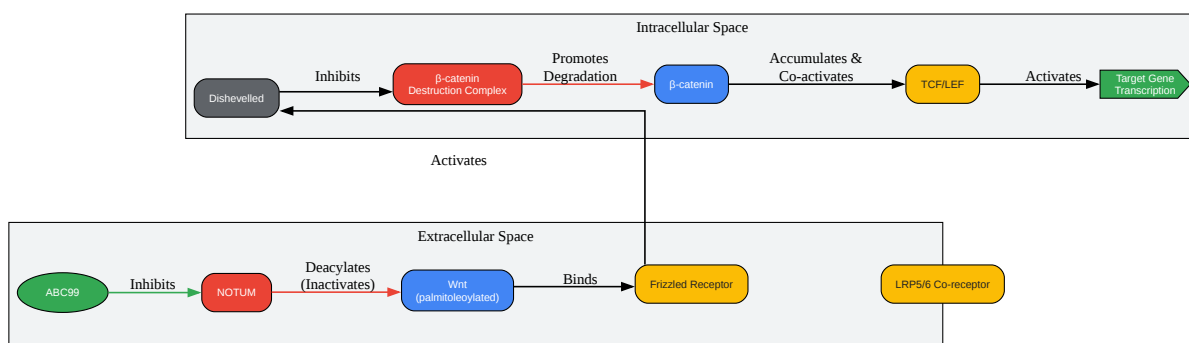 Intracellular Space
Dishevelled
Inhibits
β-catenin
Destruction Complex
Promotes
Degradation
β-catenin
Accumulates &
Co-activates
TCF/LEF
Activates
Target Gene
Transcription
Activates
Extracellular Space
ABC99
Inhibits
NOTUM
Deacylates
(Inactivates)
Wnt
(palmitoleoylated)
Binds
Frizzled Receptor
LRP5/6 Co-receptor